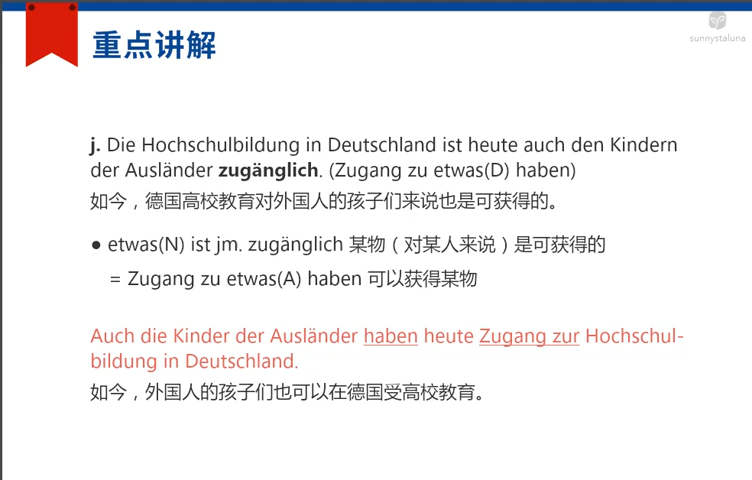 重点讲解
sunnystaluna
j. Die Hochschulbildung in Deutschland ist heute auch den Kindern
der Ausländer zugänglich. (Zugang zu etwas(D) haben)
如今，德国高校教育对外国人的孩子们来说也是可获得的。
● etwas(N) ist jm. zugänglich 某物（对某人来说）是可获得的
= Zugang zu etwas(A) haben 可以获得某物
Auch die Kinder der Ausländer haben heute Zugang zur Hochschul-
bildung in Deutschland.
如今，外国人的孩子们也可以在德国受高校教育。